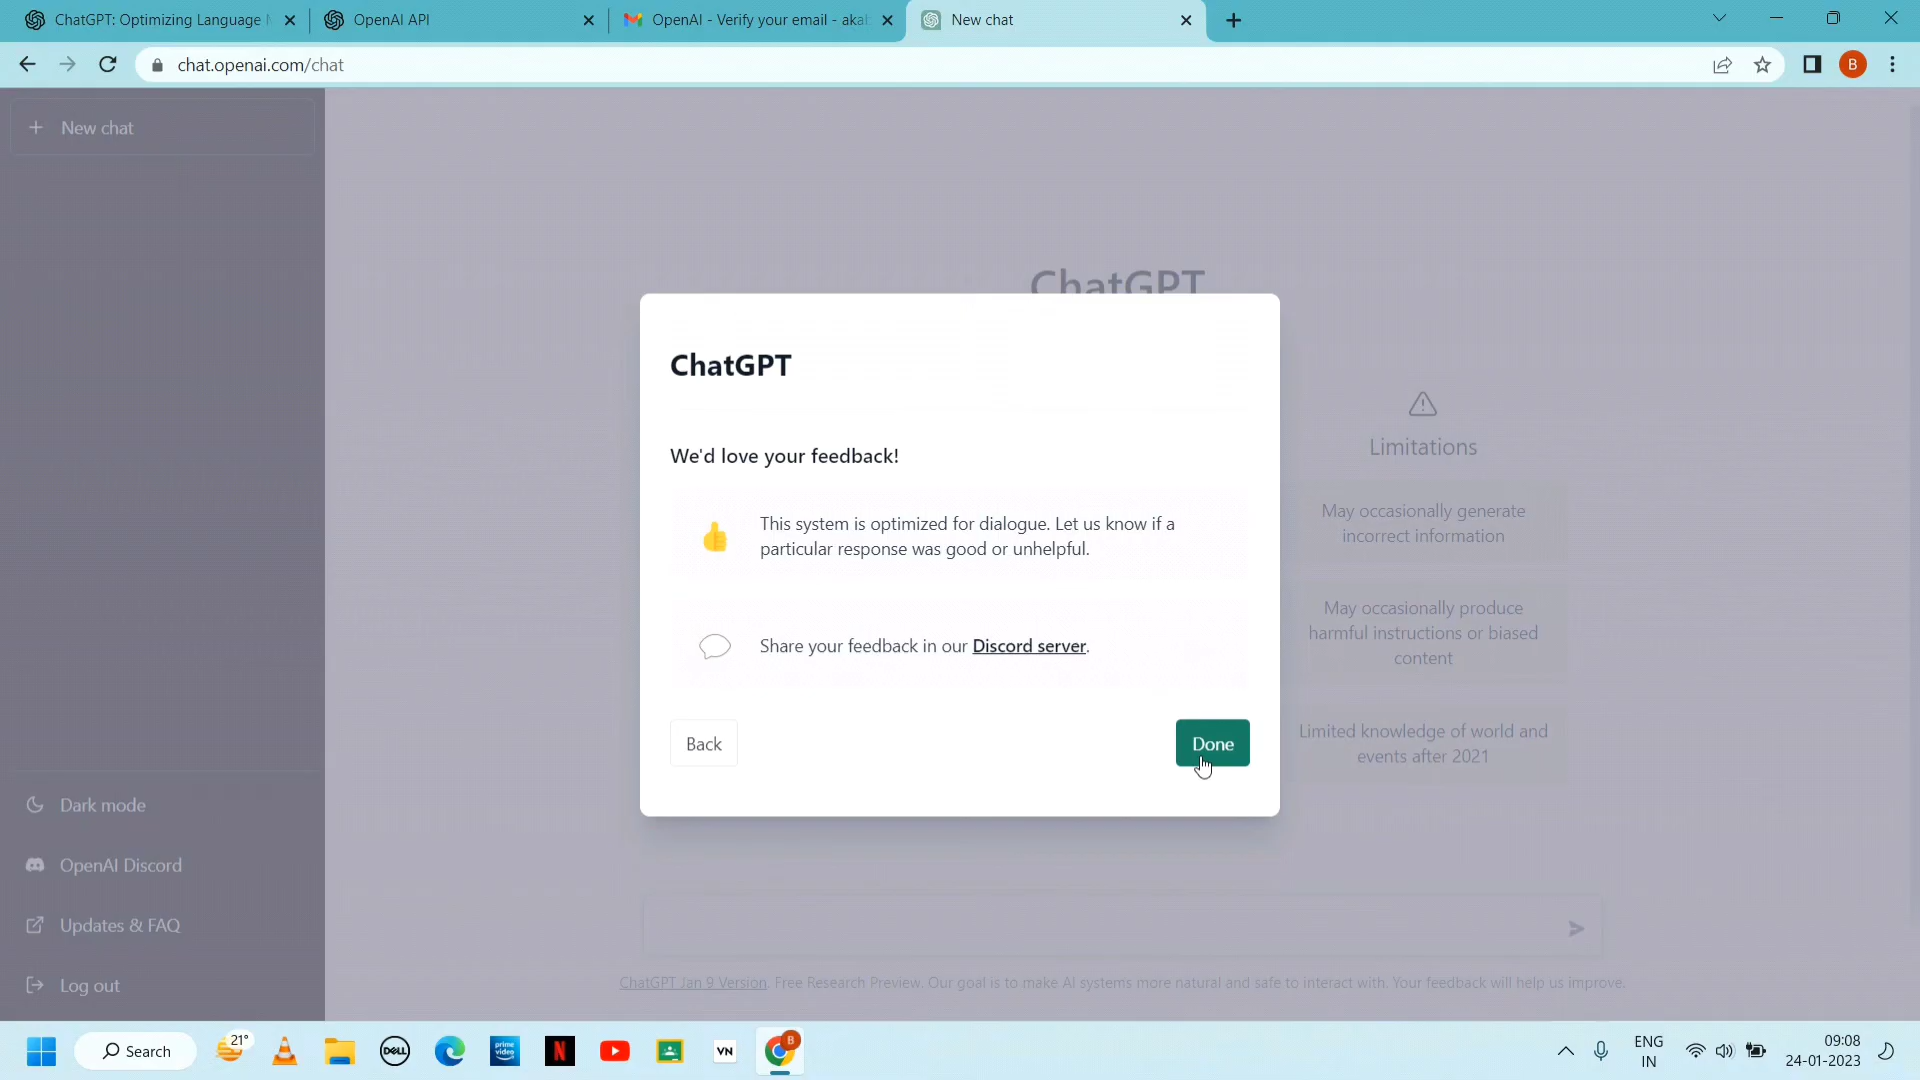 ChatGPT: Optimizing Language
OpenAI API
OpenAI - Verify your email - akab
New chat
chat.openai.com/chat
B
New chat
ChatGPT
ChatGPT
We'd love your feedback!
This system is optimized for dialogue. Let us know if a
particular response was good or unhelpful.
Share your feedback in our Discord server.
Back
Done
Limitations
May occasionally generate
incorrect information
May occasionally produce
harmful instructions or biased
content
Limited knowledge of world and
events after 2021
Dark mode
OpenAI Discord
Updates & FAQ
Log out
ChatGPT Jan 9 Version. Free Research Preview. Our goal is to make AI systems more natural and safe to interact with. Your feedback will help us improve.
Search
21°
DELL
prime video
N
VN
B
ENG
IN
09:08
24-01-2023